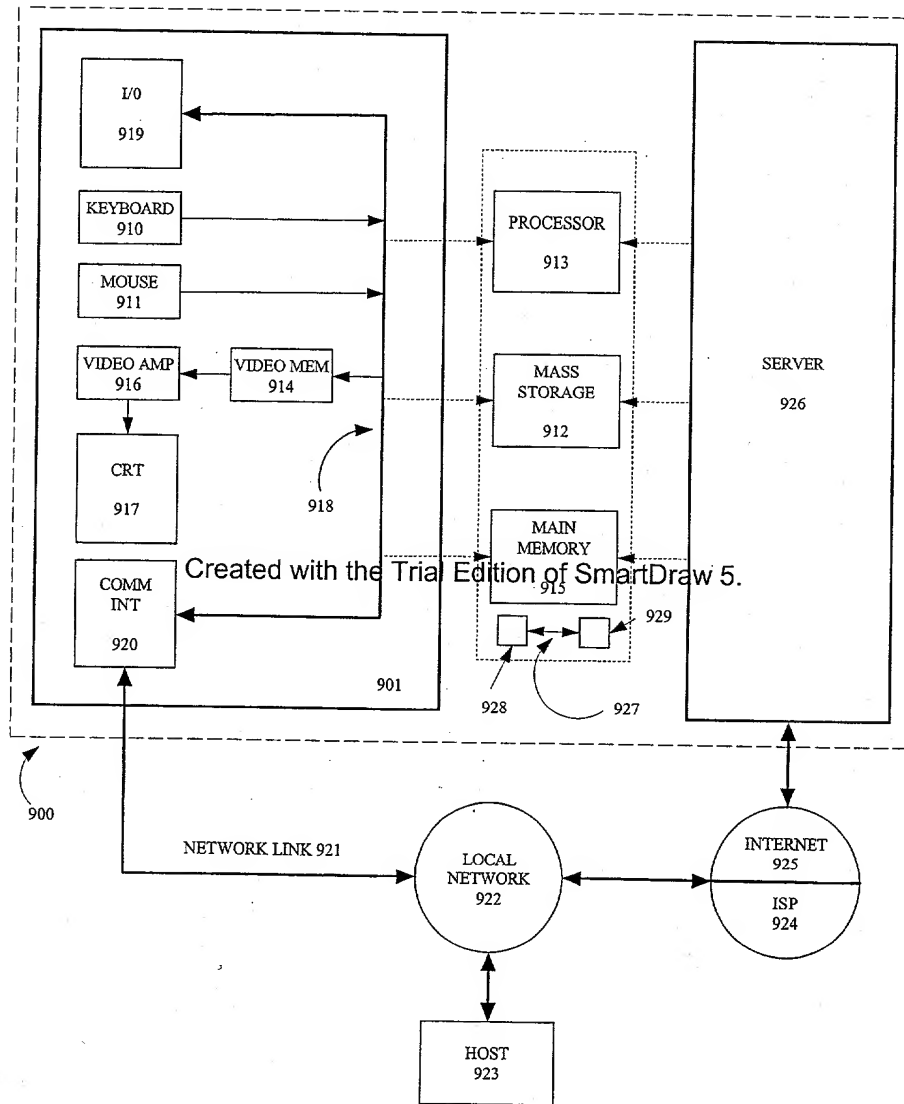 I/0
919
KEYBOARD
910
MOUSE
911
VIDEO AMP
916
VIDEO MEM
914
CRT
917
918
COMM
INT
920
901
PROCESSOR
913
MASS
STORAGE
912
MAIN
MEMORY
915
Created with the Trial Edition of SmartDraw 5.
929
928
927
SERVER
926
900
NETWORK LINK 921
LOCAL
NETWORK
922
INTERNET
925
ISP
924
HOST
923